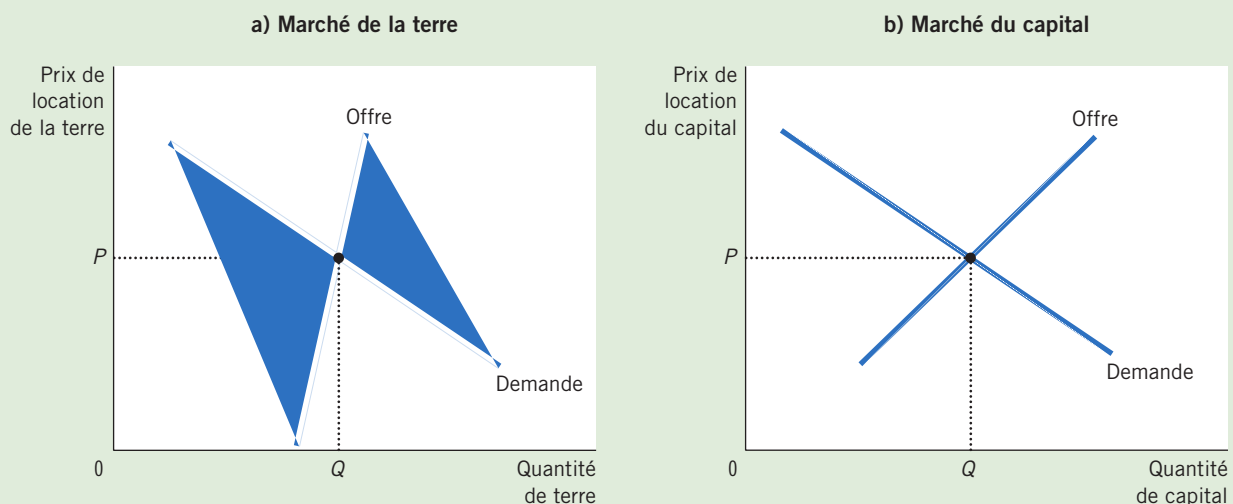 a) Marché de la terre
Prix de
location
de la terre
Offre
P
Demande
0
Q
Quantité
de terre
b) Marché du capital
Prix de
location
du capital
Offre
P
Demande
0
Q
Quantité
de capital